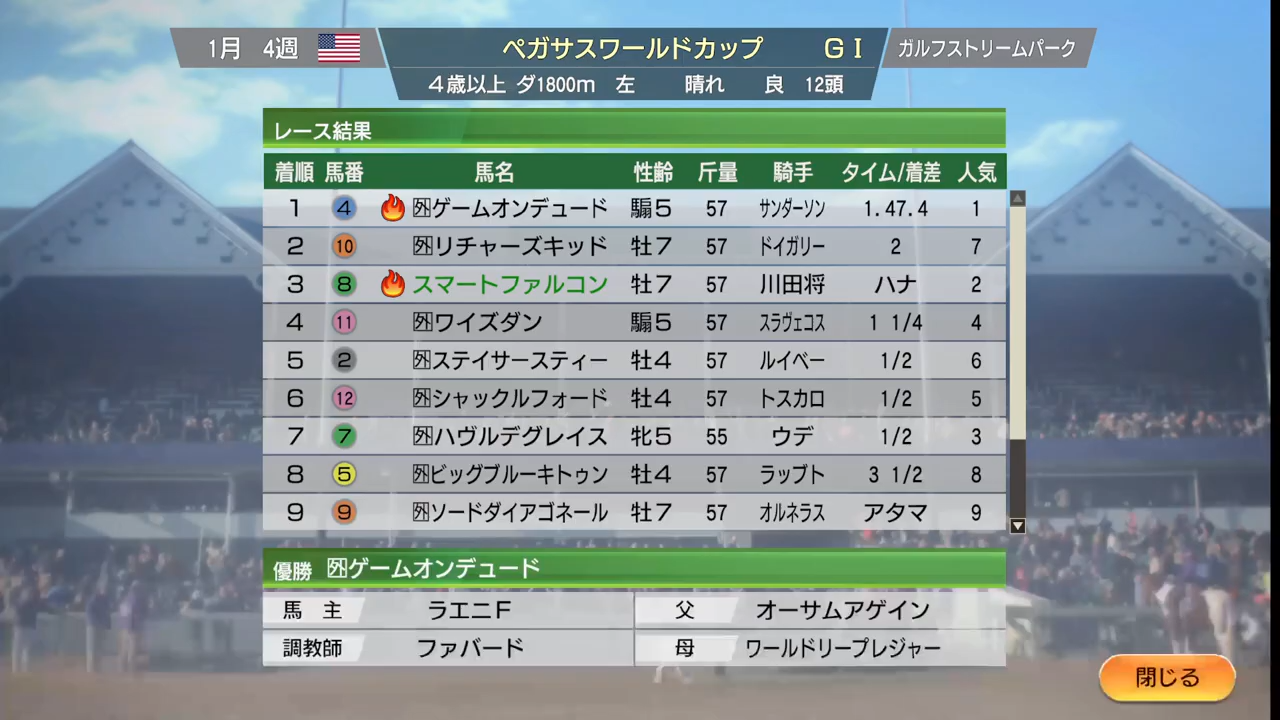 1月 4週 ペガサスワールドカップ GⅠ ガルフストリームパーク
4歳以上 ダ1800m 左 晴れ 良 12頭
レース結果
着順 馬番 馬名 性齢 斤量 騎手 タイム/着差 人気
1 4 外ゲームオンデュード 騸5 57 サンダーソン 1.47.4 1
2 10 外リチャーズキッド 牡7 57 ドイガリー 2 7
3 8 スマートファルコン 牡7 57 川田将 ハナ 2
4 11 外ワイズダン 騸5 57 スラヴェコス 1 1/4 4
5 2 外ステイサースティー 牡4 57 ルイベー 1/2 6
6 12 外シャックルフォード 牡4 57 トスカロ 1/2 5
7 7 外ハヴルデグレイス 牝5 55 ウデ 1/2 3
8 5 外ビッグブルーキトゥン 牡4 57 ラップト 3 1/2 8
9 9 外ソードダイアゴネール 牡7 57 オルネラス アタマ 9
優勝 外ゲームオンデュード
馬主 ラエニF 父 オーサムアゲイン
調教師 ファバード 母 ワールドリープレジャー
閉じる